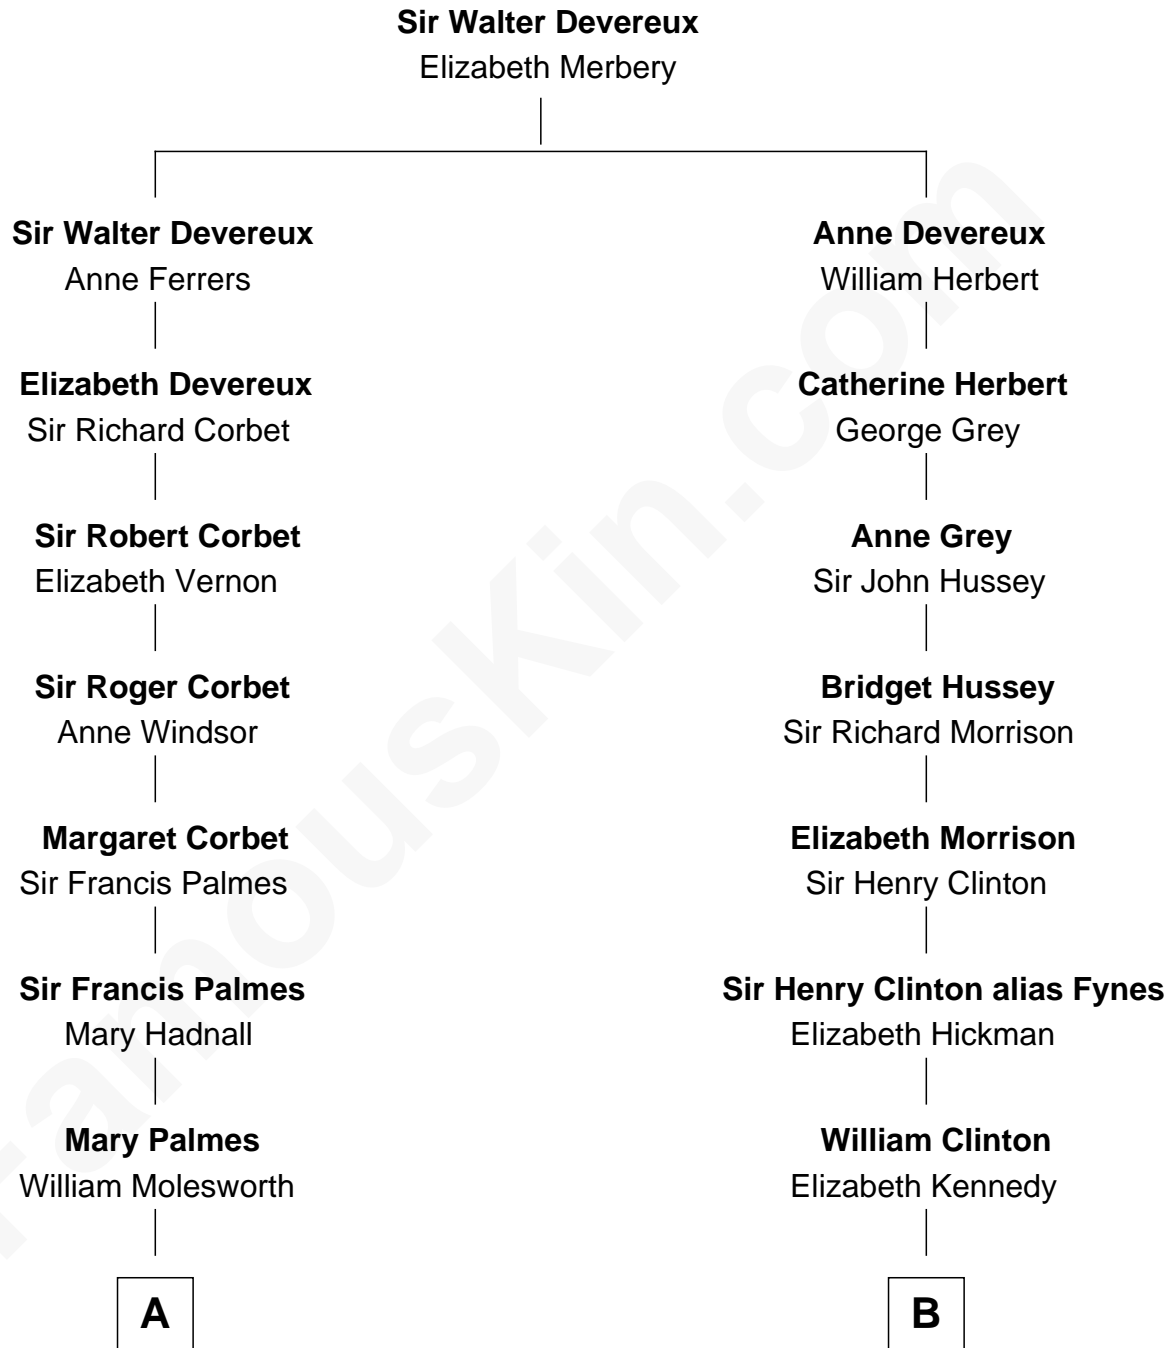 Sir Walter Devereux
Elizabeth Merbery
Sir Walter Devereux
Anne Ferrers
Elizabeth Devereux
Sir Richard Corbet
Sir Robert Corbet
Elizabeth Vernon
Sir Roger Corbet
Anne Windsor
Margaret Corbet
Sir Francis Palmes
Sir Francis Palmes
Mary Hadnall
Mary Palmes
William Molesworth
A
Anne Devereux
William Herbert
Catherine Herbert
George Grey
Anne Grey
Sir John Hussey
Bridget Hussey
Sir Richard Morrison
Elizabeth Morrison
Sir Henry Clinton
Sir Henry Clinton alias Fynes
Elizabeth Hickman
William Clinton
Elizabeth Kennedy
B
FamousKin.com